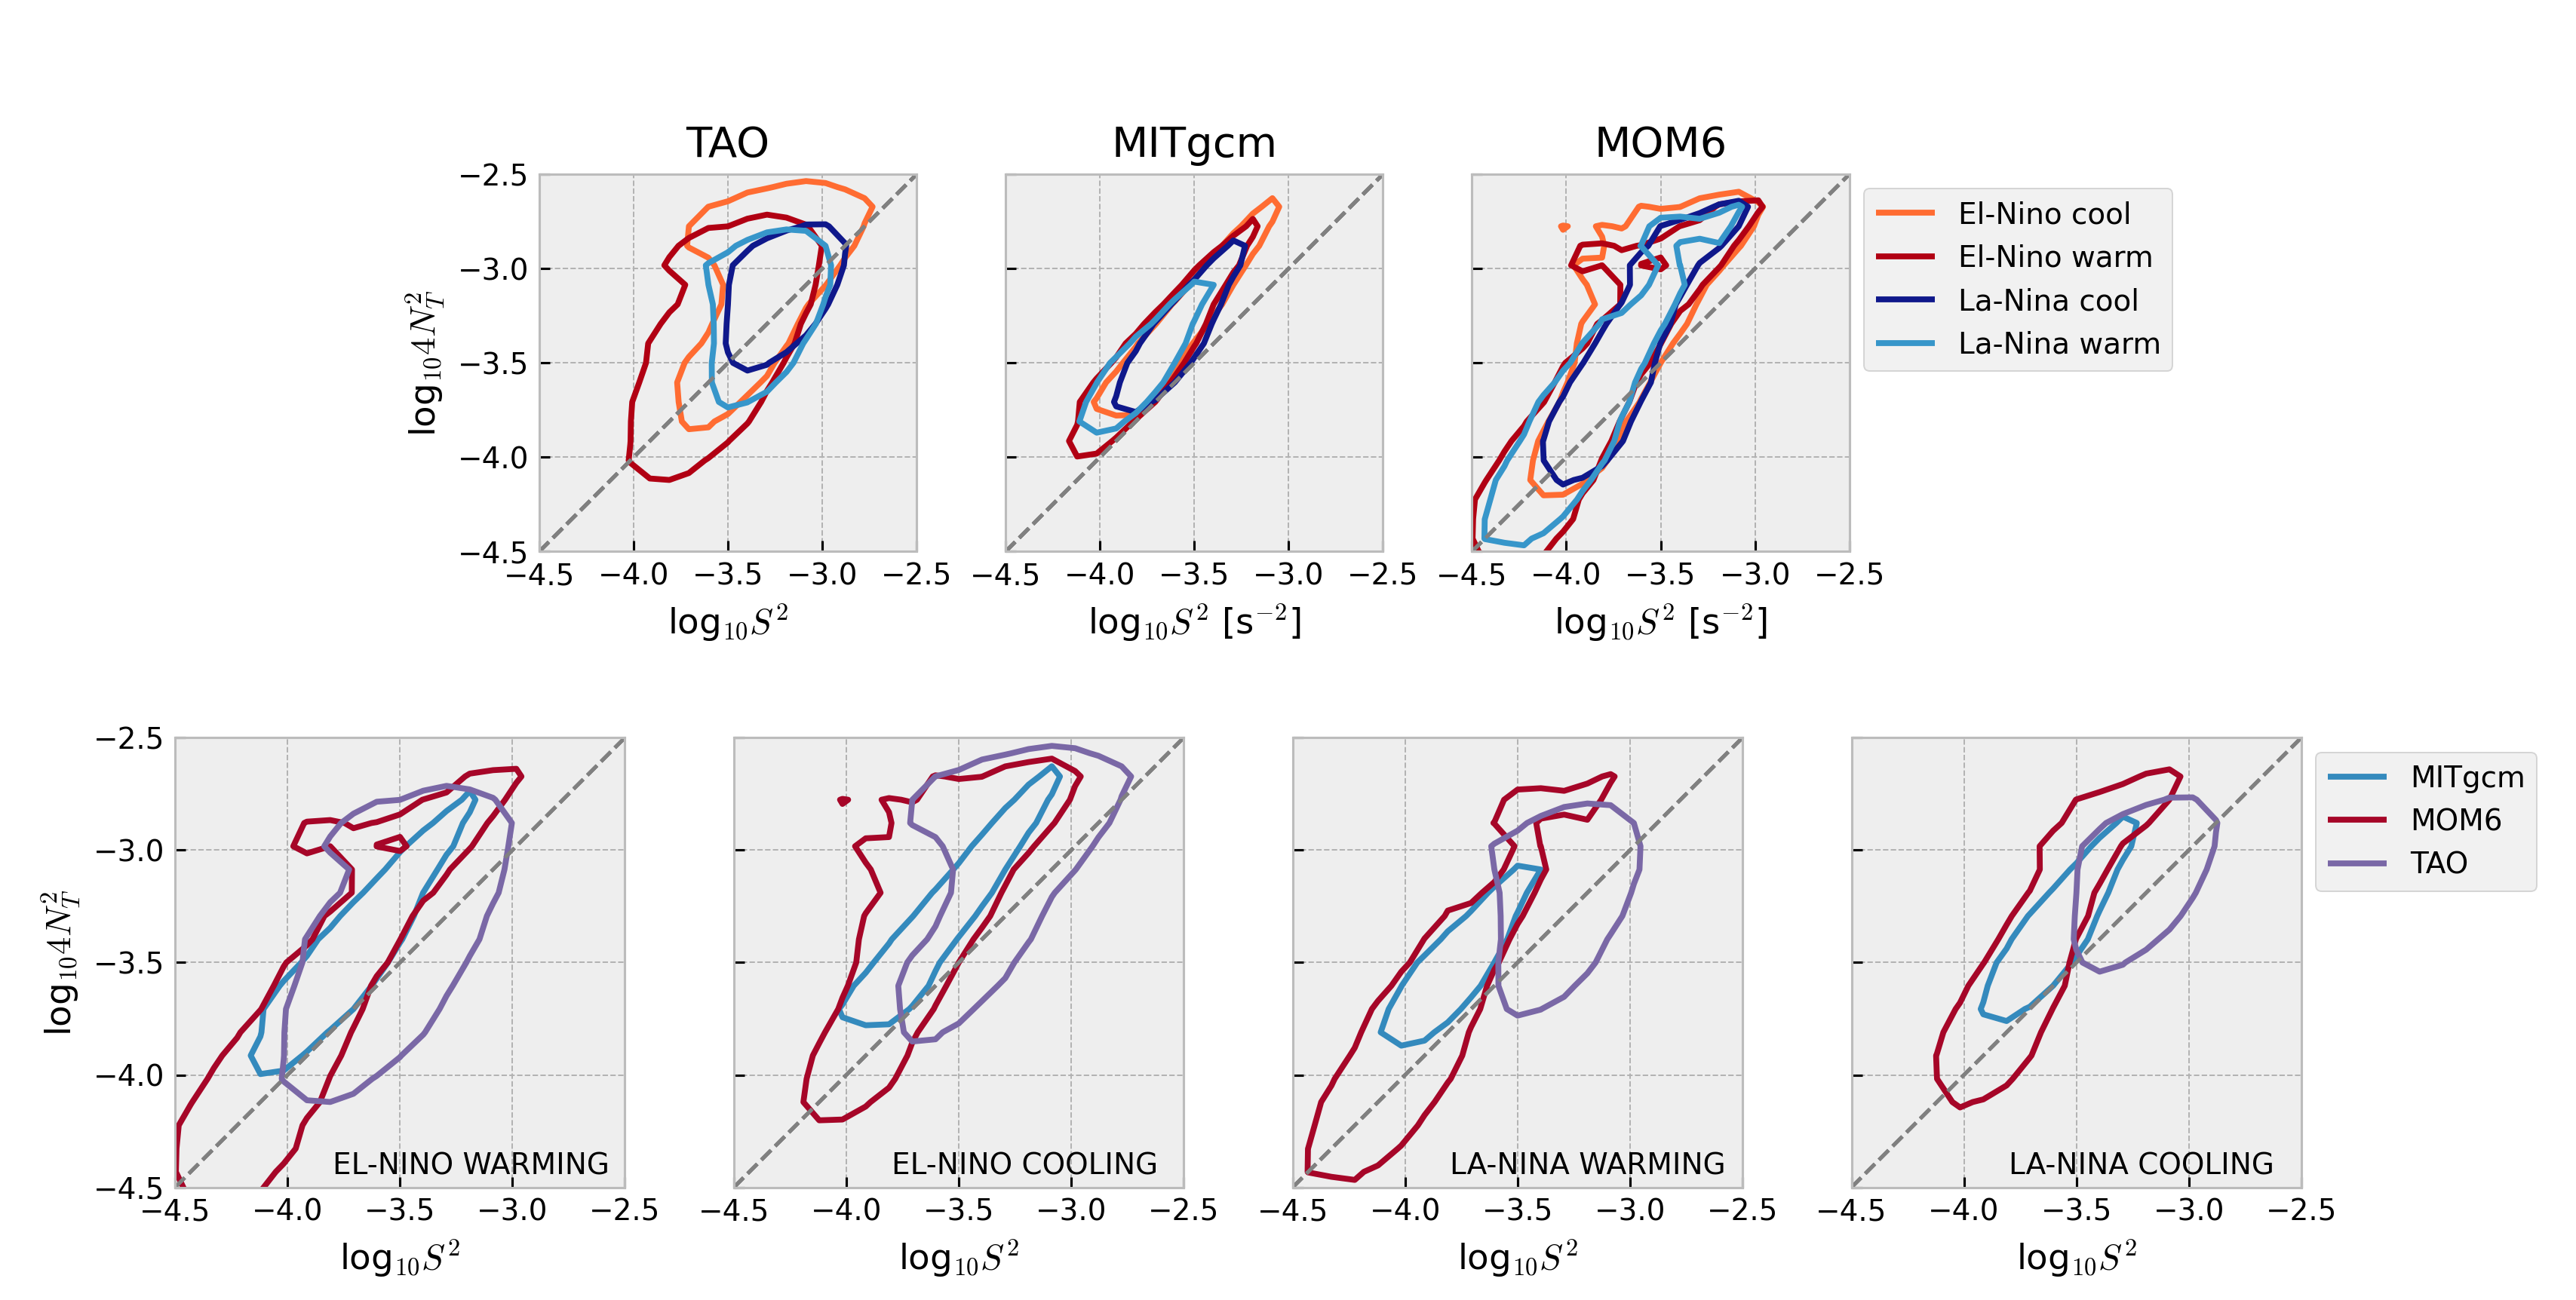 TAO
MITgcm
MOM6
−2.5
−3.0
−3.5
−4.0
−4.5
log₁₀4N²_T
−4.5 −4.0 −3.5 −3.0 −2.5
−4.5 −4.0 −3.5 −3.0 −2.5
−4.5 −4.0 −3.5 −3.0 −2.5
log₁₀S²
log₁₀S² [s⁻²]
log₁₀S² [s⁻²]
El-Nino cool
El-Nino warm
La-Nina cool
La-Nina warm
−2.5
−3.0
−3.5
−4.0
−4.5
log₁₀4N²_T
EL-NINO WARMING
EL-NINO COOLING
LA-NINA WARMING
LA-NINA COOLING
−4.5 −4.0 −3.5 −3.0 −2.5
−4.5 −4.0 −3.5 −3.0 −2.5
−4.5 −4.0 −3.5 −3.0 −2.5
−4.5 −4.0 −3.5 −3.0 −2.5
log₁₀S²
log₁₀S²
log₁₀S²
log₁₀S²
MITgcm
MOM6
TAO